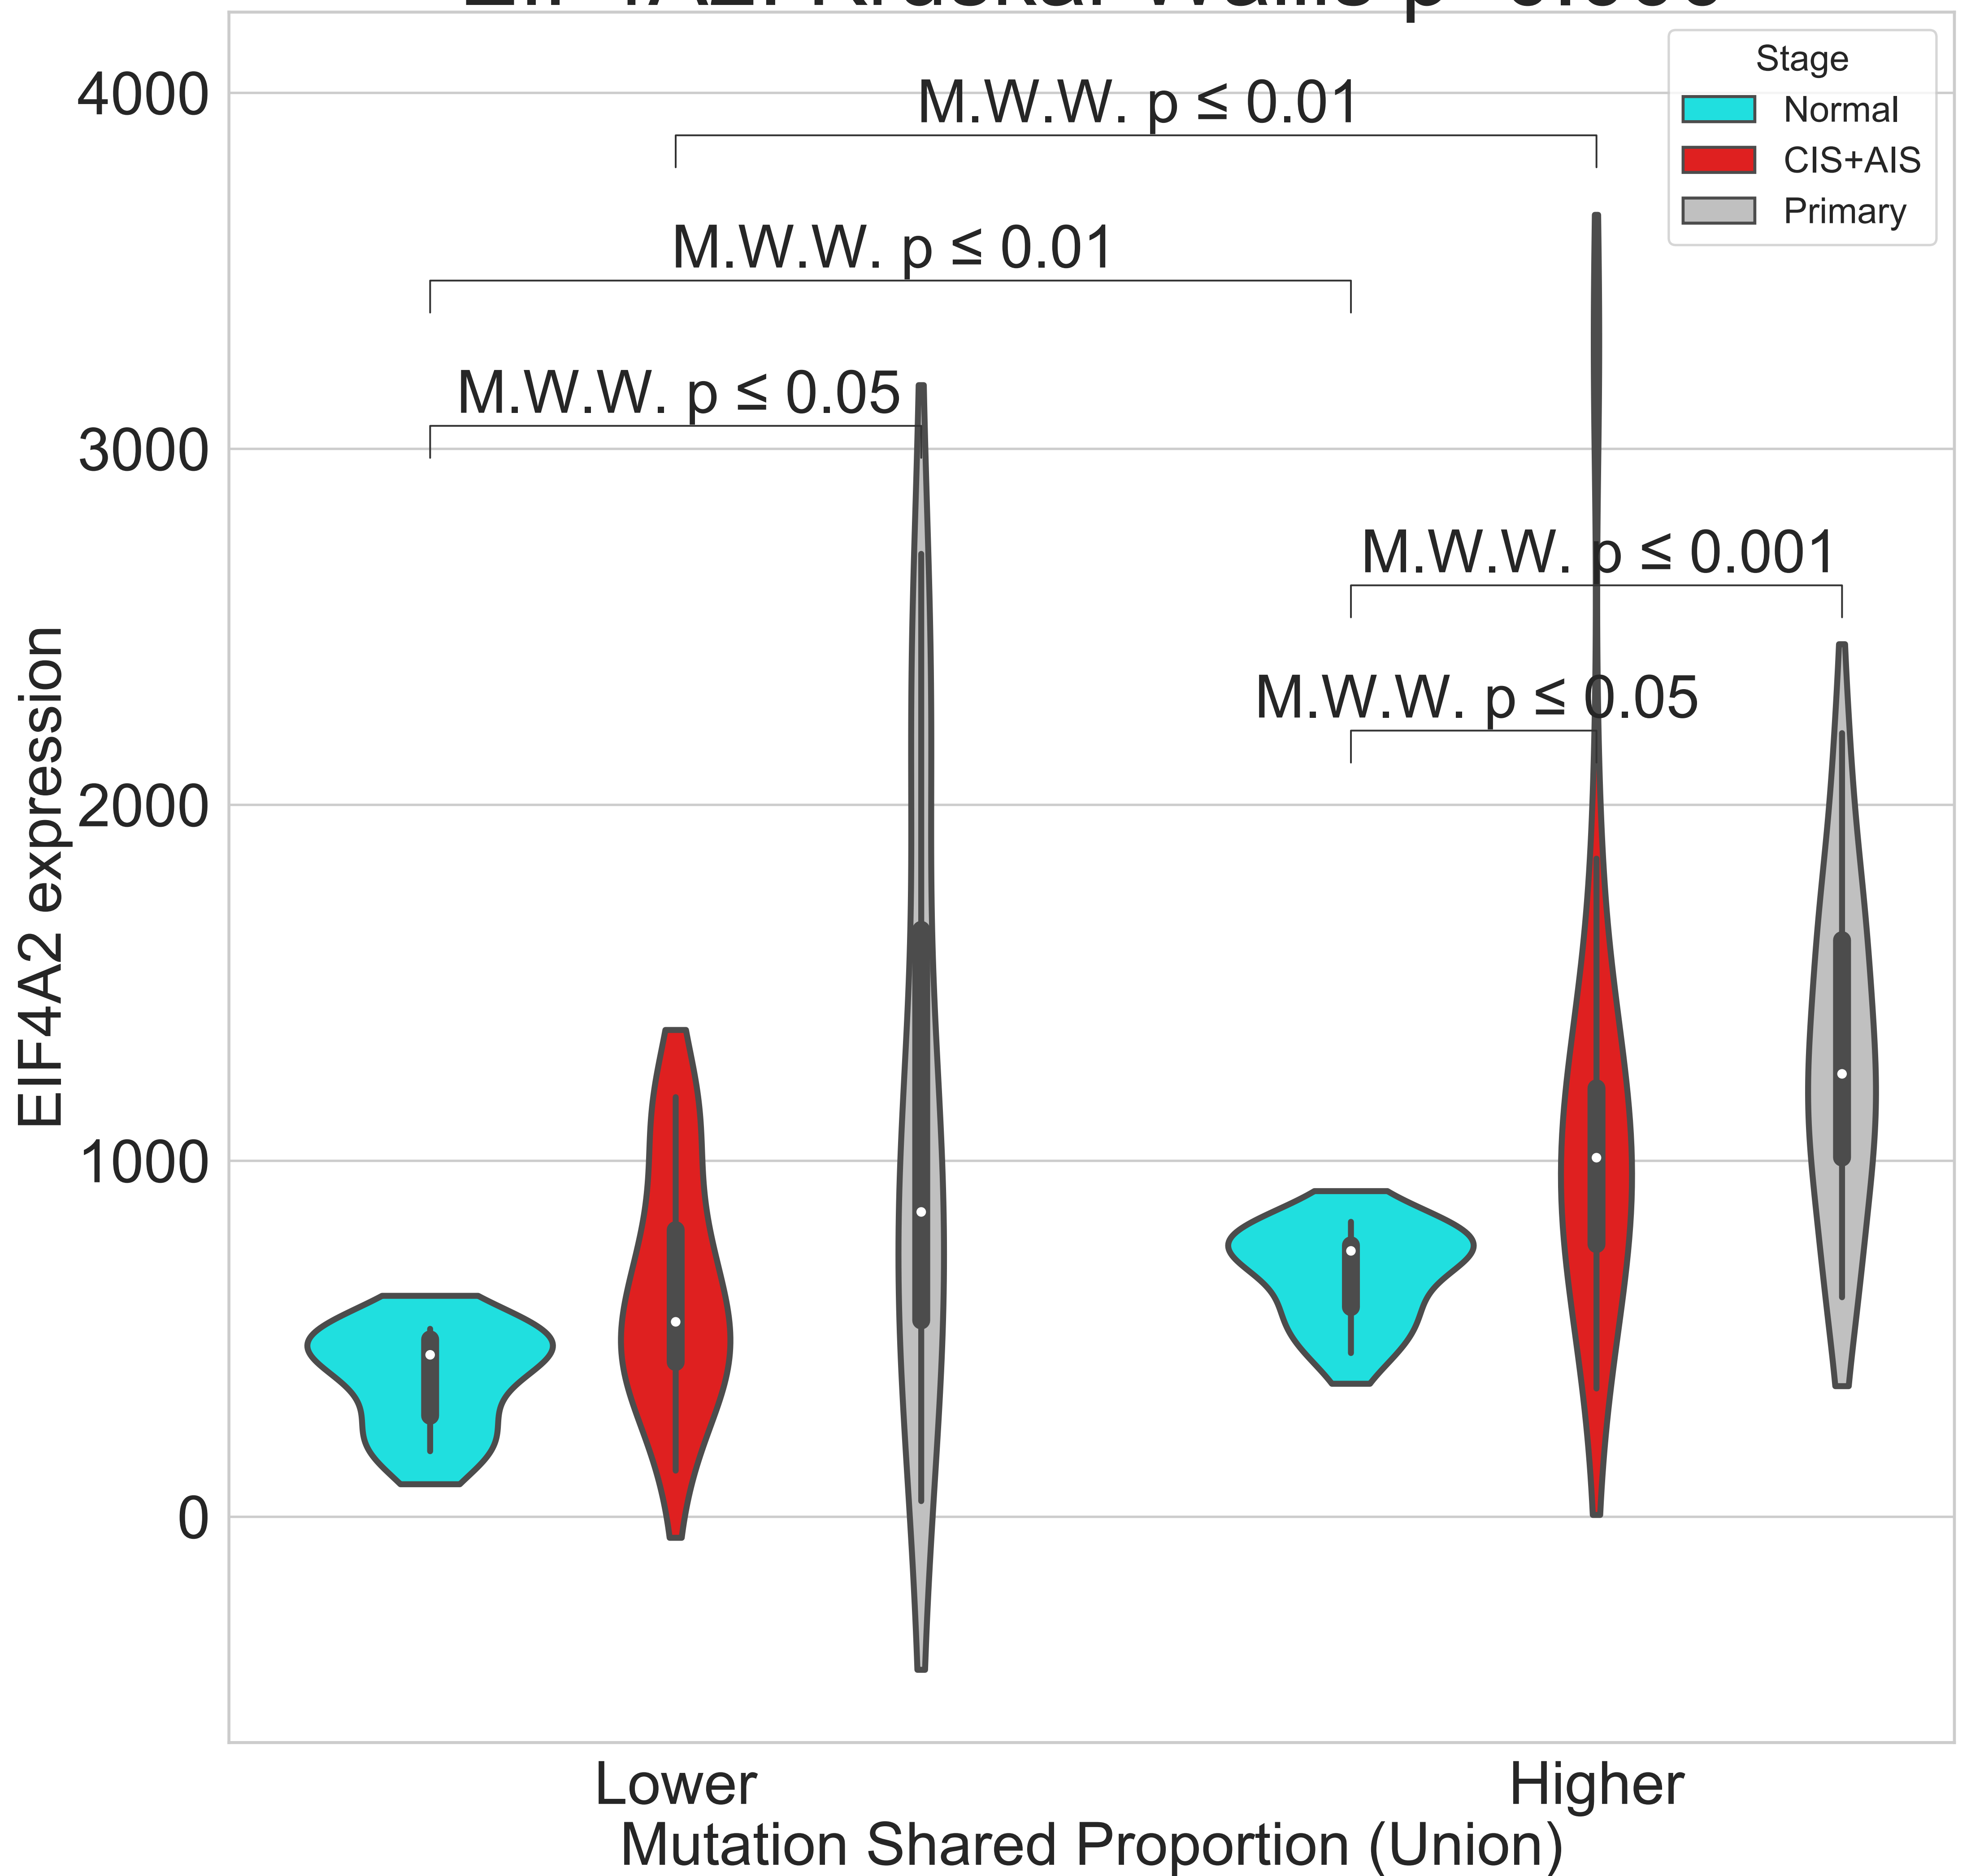 Stage
Normal
CIS+AIS
Primary
M.W.W. p ≤ 0.01
M.W.W. p ≤ 0.01
M.W.W. p ≤ 0.05
M.W.W. p ≤ 0.001
M.W.W. p ≤ 0.05
4000
3000
2000
1000
0
EIF4A2 expression
Lower
Higher
Mutation Shared Proportion (Union)